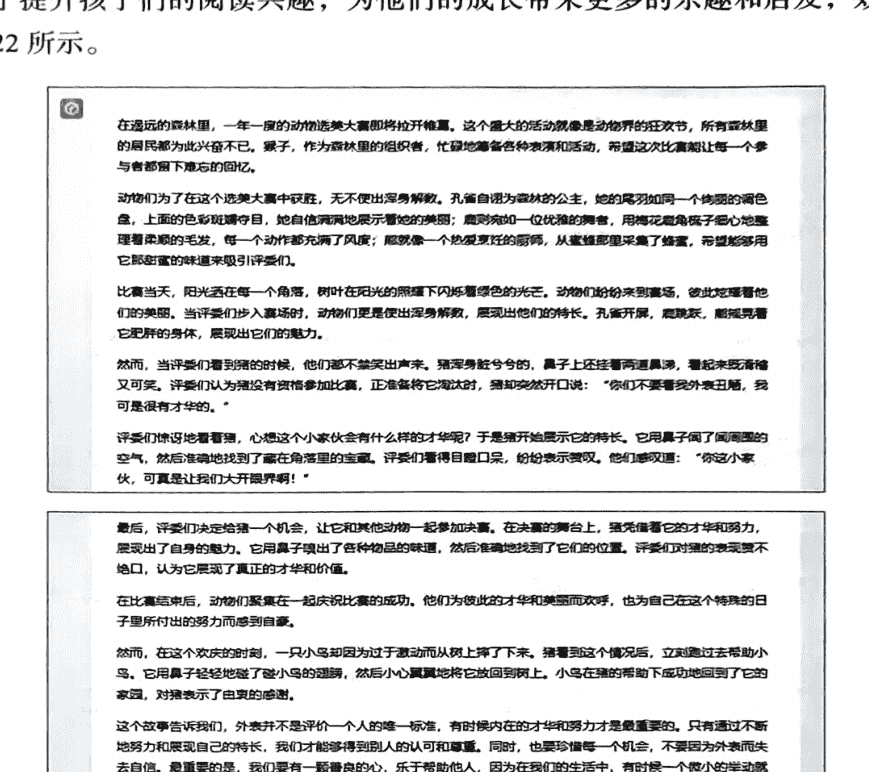 提升孩子们的阅读兴趣，为他们的成长带来更多的乐趣和启发，
22 所示。
在遥远的森林里，一年一度的动物选美大赛即将拉开帷幕。这个盛大的活动就像是动物界的狂欢节，所有森林里
的居民都为此兴奋不已。猴子，作为森林里的组织者，忙碌地筹备各种表演和活动，希望这次比赛能让每一个参
与者都留下难忘的回忆。
动物们为了在这个选美大赛中获胜，无不使出浑身解数。孔雀自诩为森林的公主，她的尾羽如同一个绚丽的调色
盘，上面的色彩斑斓夺目，她自信满满地展示着她的美丽；鹿则宛如一位优雅的舞者，用梅花鹿角梳子细心地整
理着柔顺的毛发，每一个动作都充满了风度；熊就像一个热爱烹饪的厨师，从蜜蜂那里采集了蜂蜜，希望能够用
它那甜蜜的味道来吸引评委们。
比赛当天，阳光洒在每一个角落，树叶在阳光的照耀下闪烁着绿色的光芒。动物们纷纷来到赛场，彼此炫耀着他
们的美丽。当评委们步入赛场时，动物们更是使出浑身解数，展现出他们的特长。孔雀开屏，鹿跳跃，熊摇晃着
它肥胖的身体，展现出它们的魅力。
然而，当评委们看到猪的时候，他们都不禁笑出声来。猪浑身脏兮兮的，鼻子上还挂着两道鼻涕，看起来既滑稽
又可笑。评委们认为猪没有资格参加比赛，正准备将它淘汰时，猪却突然开口说：“你们不要看我外表丑陋，我
可是很有才华的。”
评委们惊讶地看着猪，心想这个小家伙会有什么样的才华呢？于是猪开始展示它的特长。它用鼻子闻了闻周围的
空气，然后准确地找到了藏在角落里的宝藏。评委们看得目瞪口呆，纷纷表示赞叹。他们感叹道：“你这小家
伙，可真是让我们大开眼界啊！”
最后，评委们决定给猪一个机会，让它和其他动物一起参加决赛。在决赛的舞台上，猪凭借着它的才华和努力，
展现出了自身的魅力。它用鼻子嗅出了各种物品的味道，然后准确地找到了它们的位置。评委们对猪的表现赞不
绝口，认为它展现了真正的才华和价值。
在比赛结束后，动物们聚集在一起庆祝比赛的成功。他们为彼此的才华和美丽而欢呼，也为自己在这个特殊的日
子里所付出的努力而感到自豪。
然而，在这个欢庆的时刻，一只小鸟却因为过于激动而从树上摔了下来。猪看到这个情况后，立刻跑过去帮助小
鸟。它用鼻子轻轻地碰了碰小鸟的翅膀，然后小心翼翼地将它放回到树上。小鸟在猪的帮助下成功地回到了它的
家园，对猪表示了由衷的感谢。
这个故事告诉我们，外表并不是评价一个人的唯一标准，有时候内在的才华和努力才是最重要的。只有通过不断
地努力和展现自己的特长，我们才能够得到别人的认可和尊重。同时，也要珍惜每一个机会，不要因为外表而失
去自信。最重要的是，我们要有一颗善良的心，乐于帮助他人，因为在我们的生活中，有时候一个微小的举动就